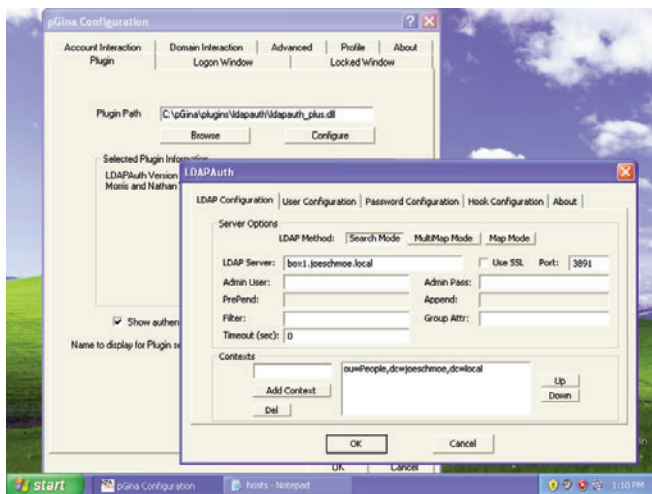 pGina Configuration
Account Interaction Domain Interaction Advanced Profile About
Plugin Logon Window Locked Window
Plugin Path C:\pGina\plugins\ldapauth\ldapauth_plus.dll
Browse Configure
Selected Plugin Information
LDAPAuth Version
Morris and Nathan
Show authen
Name to display for Plugin se
LDAPAuth
LDAP Configuration User Configuration Password Configuration Hook Configuration About
Server Options
LDAP Method: Search Mode MultiMap Mode Map Mode
LDAP Server: box1.joeschmoe.local Use SSL Port: 3891
Admin User: Admin Pass:
PrePend: Append:
Filter: Group Attr:
Timeout (sec): 0
Contexts
ou=People,dc=joeschmoe,dc=local
Add Context
Del
Up
Down
OK Cancel
OK Cancel
start pGina Configuration hosts - Notepad 1:10 PM